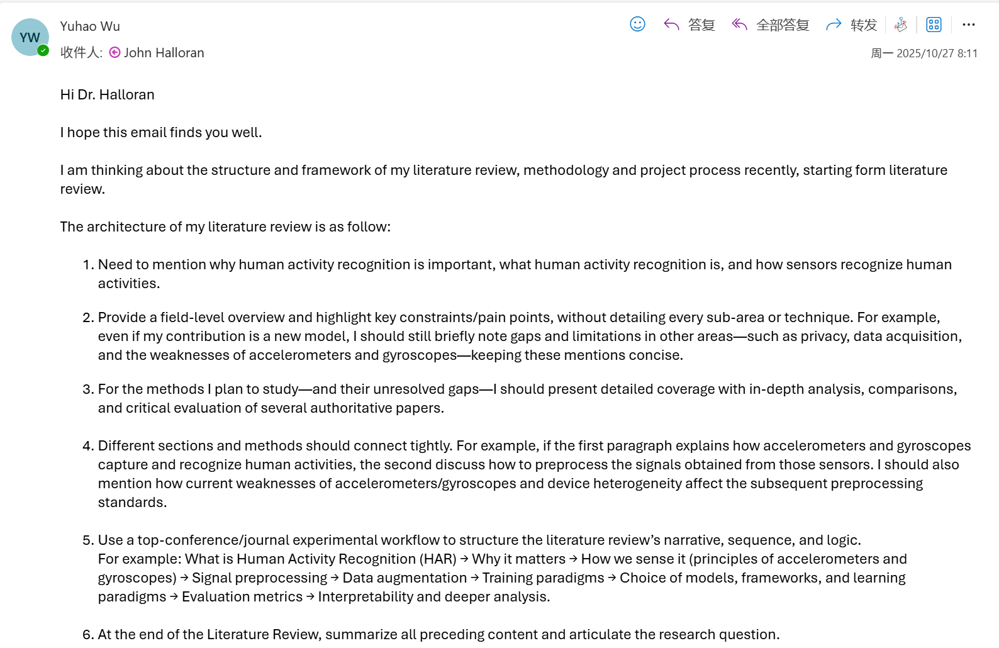 YW
Yuhao Wu
收件人: John Halloran
答复
全部答复
转发
周一 2025/10/27 8:11
Hi Dr. Halloran
I hope this email finds you well.
I am thinking about the structure and framework of my literature review, methodology and project process recently, starting form literature
review.
The architecture of my literature review is as follow:
1. Need to mention why human activity recognition is important, what human activity recognition is, and how sensors recognize human
activities.
2. Provide a field-level overview and highlight key constraints/pain points, without detailing every sub-area or technique. For example,
even if my contribution is a new model, I should still briefly note gaps and limitations in other areas—such as privacy, data acquisition,
and the weaknesses of accelerometers and gyroscopes—keeping these mentions concise.
3. For the methods I plan to study—and their unresolved gaps—I should present detailed coverage with in-depth analysis, comparisons,
and critical evaluation of several authoritative papers.
4. Different sections and methods should connect tightly. For example, if the first paragraph explains how accelerometers and gyroscopes
capture and recognize human activities, the second discuss how to preprocess the signals obtained from those sensors. I should also
mention how current weaknesses of accelerometers/gyroscopes and device heterogeneity affect the subsequent preprocessing
standards.
5. Use a top-conference/journal experimental workflow to structure the literature review’s narrative, sequence, and logic.
For example: What is Human Activity Recognition (HAR) → Why it matters → How we sense it (principles of accelerometers and
gyroscopes) → Signal preprocessing → Data augmentation → Training paradigms → Choice of models, frameworks, and learning
paradigms → Evaluation metrics → Interpretability and deeper analysis.
6. At the end of the Literature Review, summarize all preceding content and articulate the research question.